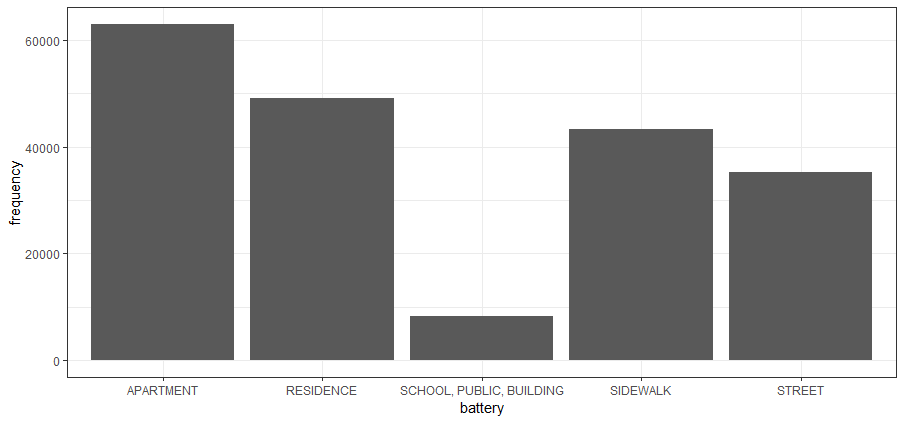 60000
40000
20000
0
frequency
APARTMENT
RESIDENCE
SCHOOL, PUBLIC, BUILDING
SIDEWALK
STREET
battery